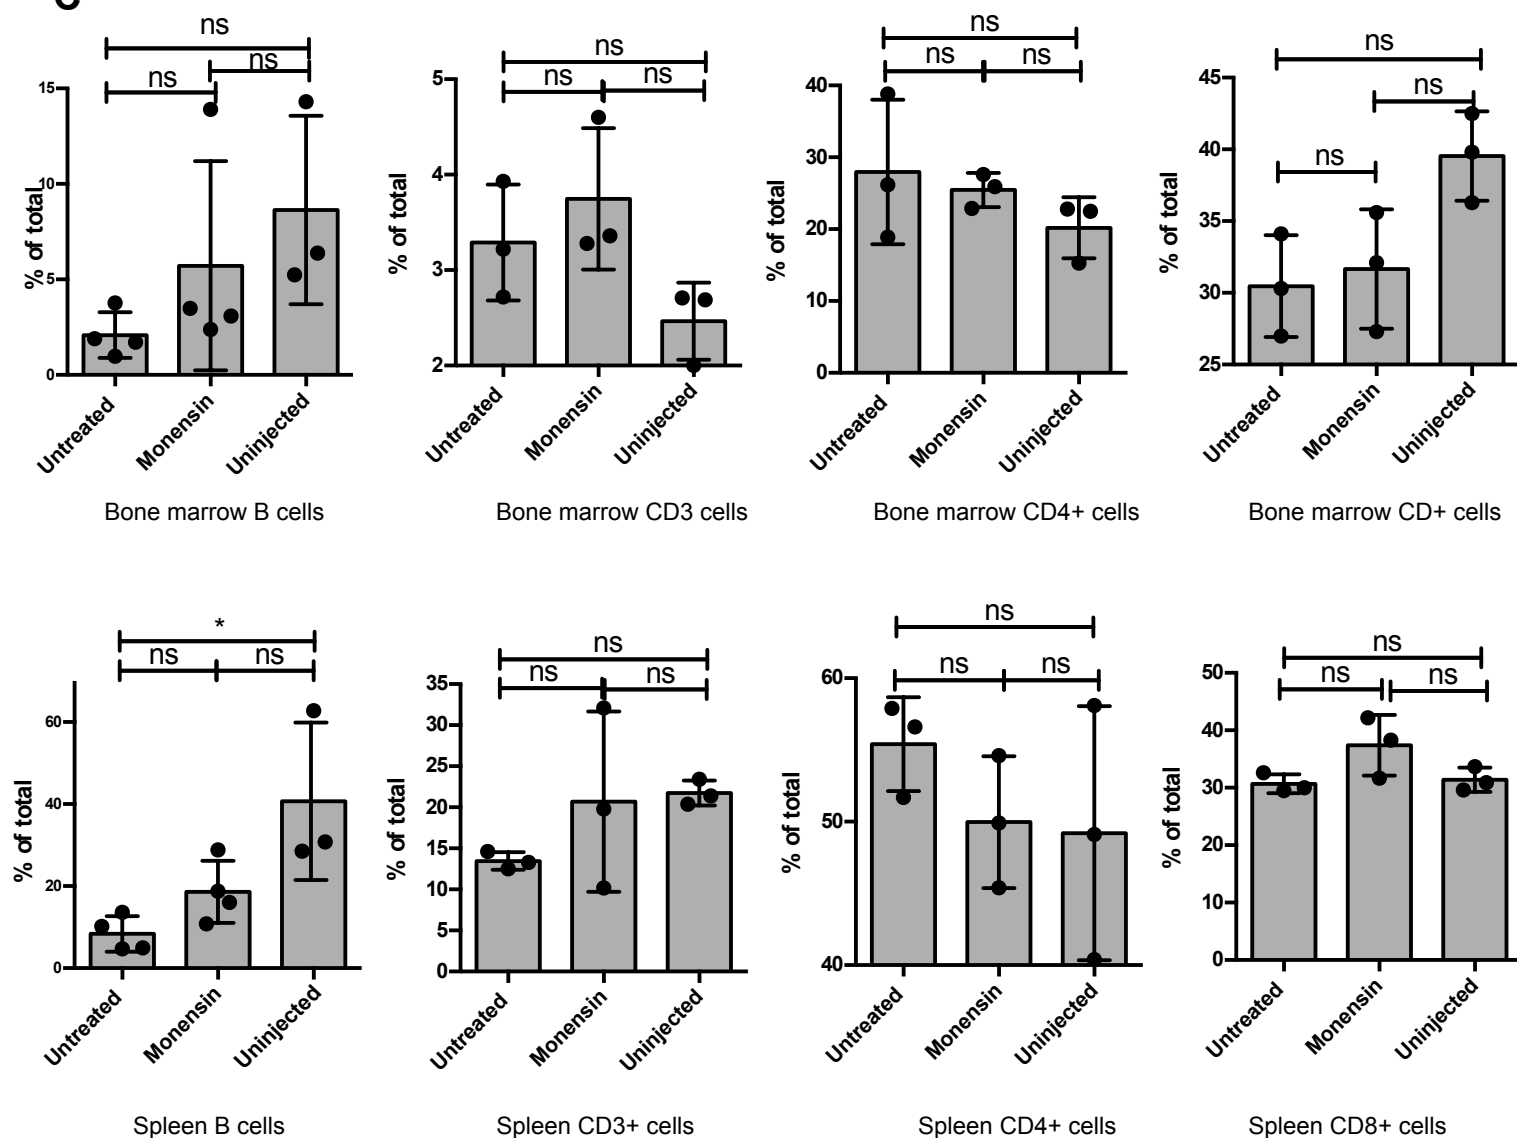 C
ns
ns
ns
15
10
5
0
% of total
Untreated
Monensin
Uninjected
Bone marrow B cells
ns
ns
ns
5
4
3
2
% of total
Untreated
Monensin
Uninjected
Bone marrow CD3 cells
ns
ns
ns
40
30
20
10
0
% of total
Untreated
Monensin
Uninjected
Bone marrow CD4+ cells
ns
ns
ns
45
40
35
30
25
% of total
Untreated
Monensin
Uninjected
Bone marrow CD+ cells
*
ns
ns
60
40
20
0
% of total
Untreated
Monensin
Uninjected
Spleen B cells
ns
ns
ns
35
30
25
20
15
10
5
0
% of total
Untreated
Monensin
Uninjected
Spleen CD3+ cells
ns
ns
ns
60
50
40
% of total
Untreated
Monensin
Uninjected
Spleen CD4+ cells
ns
ns
ns
50
40
30
20
10
0
% of total
Untreated
Monensin
Uninjected
Spleen CD8+ cells